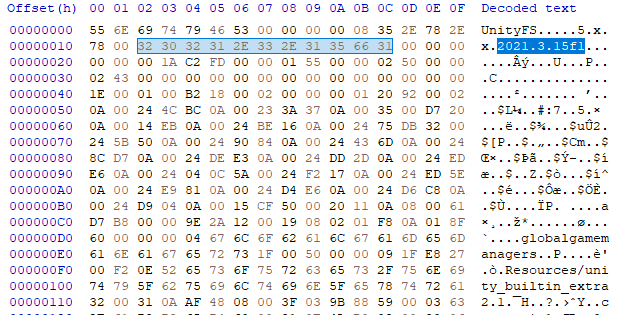 Offset(h) 00 01 02 03 04 05 06 07 08 09 0A 0B 0C 0D 0E 0F Decoded text
00000000 55 6E 69 74 79 46 53 00 00 00 00 08 35 2E 78 2E UnityFS.....5.x.
00000010 78 00 32 30 32 31 2E 33 2E 31 35 66 31 00 00 00 x.2021.3.15f1...
00000020 00 00 1A C2 FD 00 00 01 55 00 00 02 50 00 00 .....Âý...U...P..
00000030 02 43 00 00 00 00 00 00 00 00 00 00 00 00 00 00 .C..............
00000040 1E 00 01 00 B2 18 00 02 00 00 01 20 92 00 02
00000050 0A 00 24 4C BC 0A 00 23 3A 37 0A 00 35 00 D7 20 ..$L¼..#:7..5.×
00000060 0A 00 14 EB 0A 00 24 BE 16 0A 00 24 75 DB 32 00 ...ë..$¾...$uÛ2.
00000070 24 5B 50 0A 00 24 90 84 0A 00 24 43 6D 0A 00 24 $[P..$.„..$Cm..$
00000080 8C D7 0A 00 24 DE E3 0A 00 24 DD 2D 0A 00 24 ED Œ×..$Þã..$Ý-..$í
00000090 E6 0A 00 24 04 0C 5A 00 24 F2 17 0A 00 24 ED 5E æ..$..Z.$ò...$í^
000000A0 0A 00 24 E9 81 0A 00 24 D4 E6 0A 00 24 D6 C8 0A ..$é...$Ôæ..$ÖÈ.
000000B0 00 24 D9 04 0A 00 15 CF 50 00 20 11 0A 08 00 61 .$Ù....ÏP. ....a
000000C0 D7 B8 00 00 00 9E 2A 12 00 19 08 02 01 F8 0A 01 8F
000000D0 60 00 00 00 04 67 6C 6F 62 61 6C 67 61 6D 65 6D `....globalgamem
000000E0 61 6E 61 67 65 72 73 1F 00 50 00 00 09 1F E8 27 anagers..P....è'
000000F0 00 F2 0E 52 65 73 6F 75 72 63 65 73 2F 75 6E 69 .ò.Resources/uni
00000100 74 79 5F 62 75 69 6C 74 69 6E 5F 65 78 74 72 61 ty_builtin_extra
00000110 32 00 31 0A AF 48 08 00 3F 03 9B 88 59 00 03 63 2.1.¯H..?.›ˆY..c